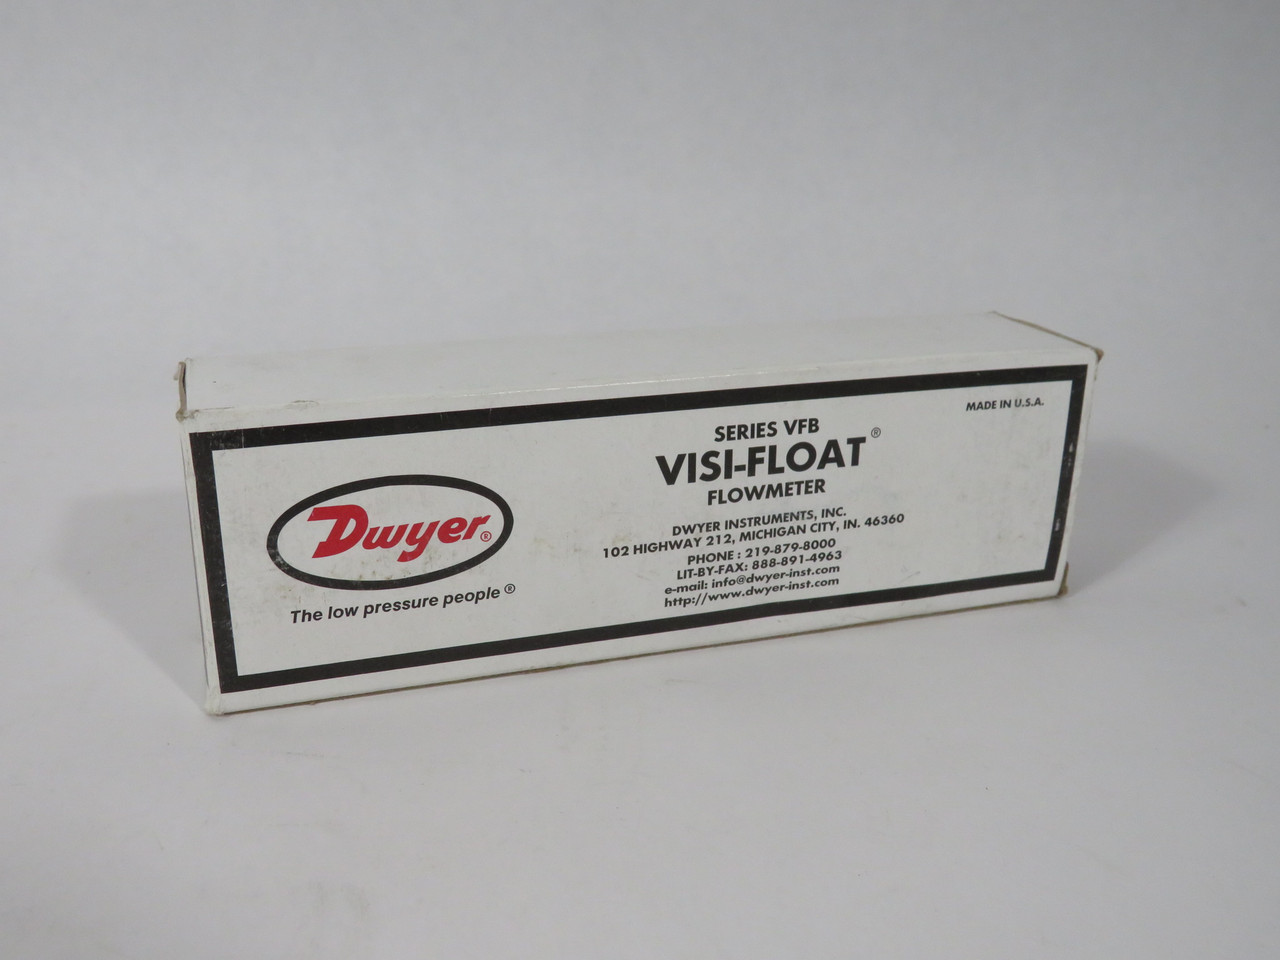 Dwyer®
The low pressure people®
SERIES VFB
VISI-FLOAT®
FLOWMETER
DWYER INSTRUMENTS, INC.
102 HIGHWAY 212, MICHIGAN CITY, IN. 46360
PHONE : 219-879-8000
LIT-BY-FAX: 888-891-4963
e-mail: info@dwyer-inst.com
http://www.dwyer-inst.com
MADE IN U.S.A.